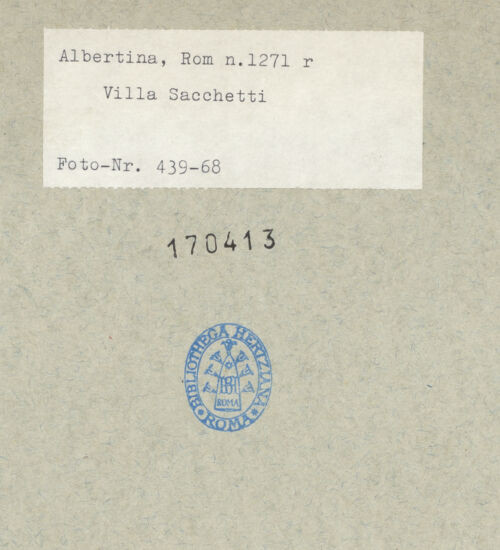 Albertina, Rom n.1271 r
Villa Sacchetti
Foto-Nr. 439-68
170413
BIBLIOTHECA HERTZIANA
ROMA
ROMA